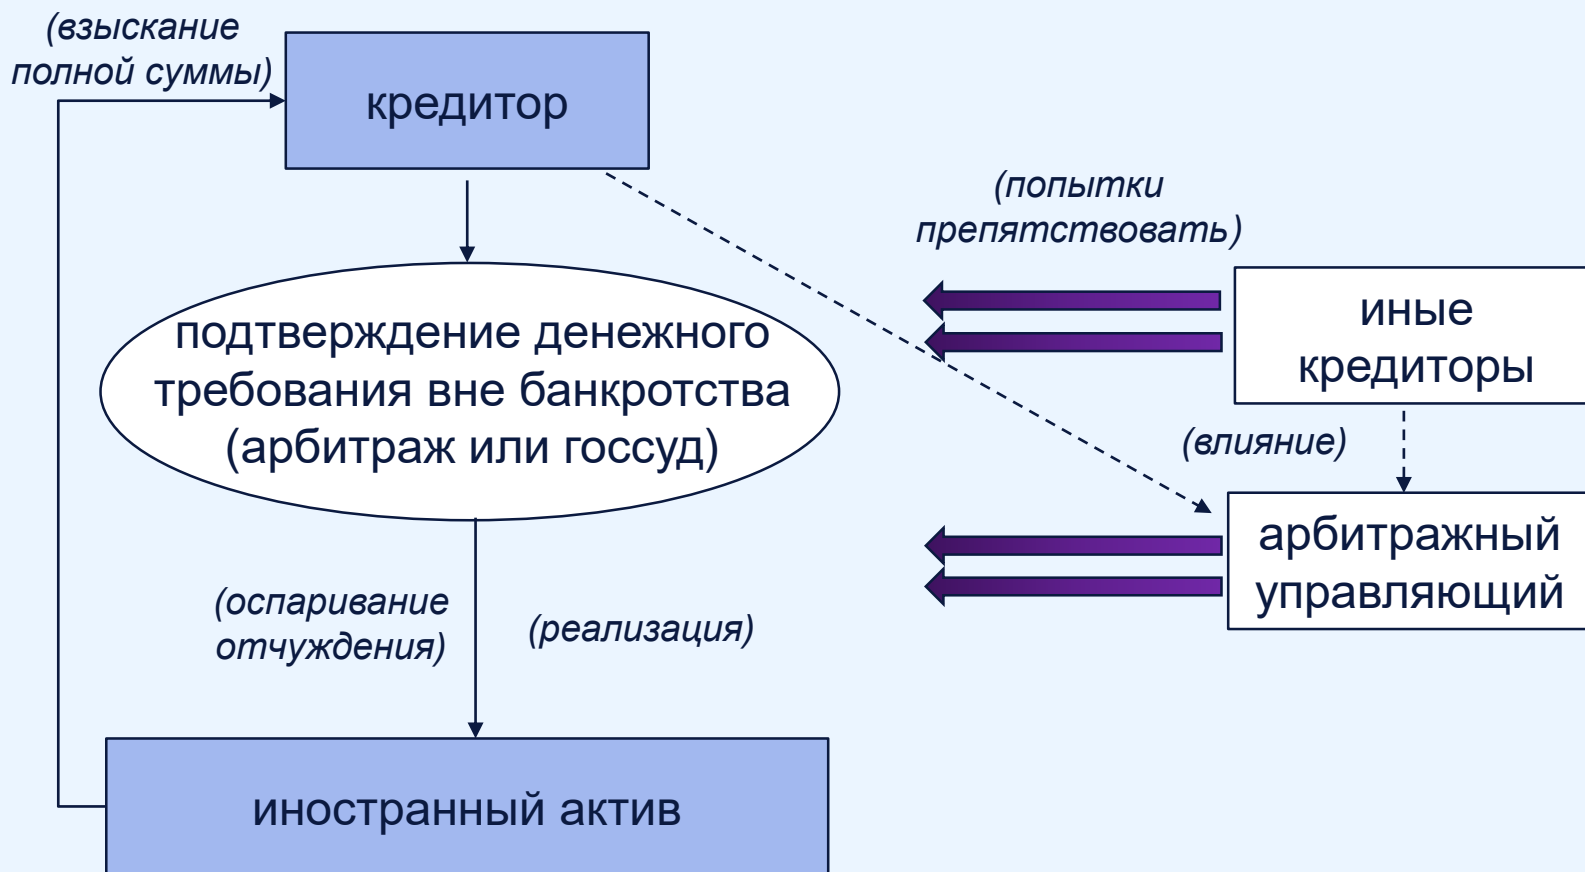 (взыскание
полной суммы)
кредитор
(попытки
препятствовать)
иные
кредиторы
подтверждение денежного
требования вне банкротства
(арбитраж или госсуд)
(влияние)
арбитражный
управляющий
(оспаривание
отчуждения)
(реализация)
иностранный актив